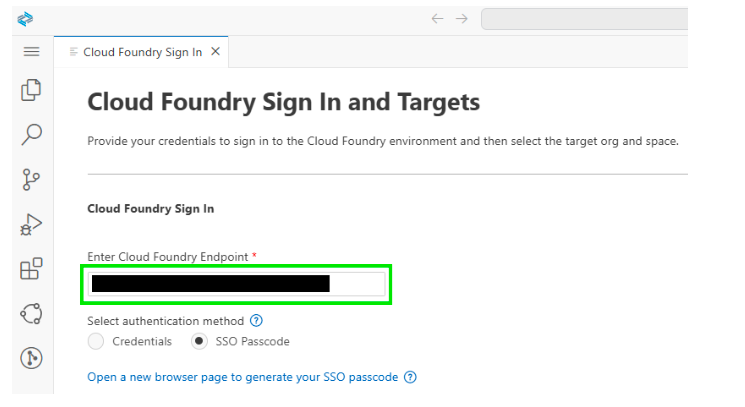 Cloud Foundry Sign In
Cloud Foundry Sign In and Targets
Provide your credentials to sign in to the Cloud Foundry environment and then select the target org and space.
Cloud Foundry Sign In
Enter Cloud Foundry Endpoint *
Select authentication method
Credentials SSO Passcode
Open a new browser page to generate your SSO passcode